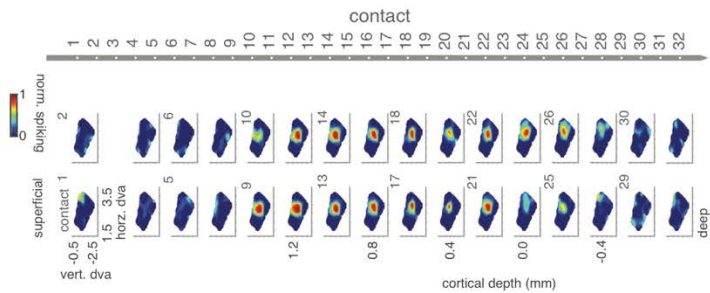 contact
1 2 3 4 5 6 7 8 9 10 11 12 13 14 15 16 17 18 19 20 21 22 23 24 25 26 27 28 29 30 31 32
norm. spiking
1
0
2 6 10 14 18 22 26 30
superficial
contact 1 5 9 13 17 21 25 29
deep
1.5 3.5
horz. dva
-0.5 -2.5
vert. dva
1.2 0.8 0.4 0.0 -0.4
cortical depth (mm)